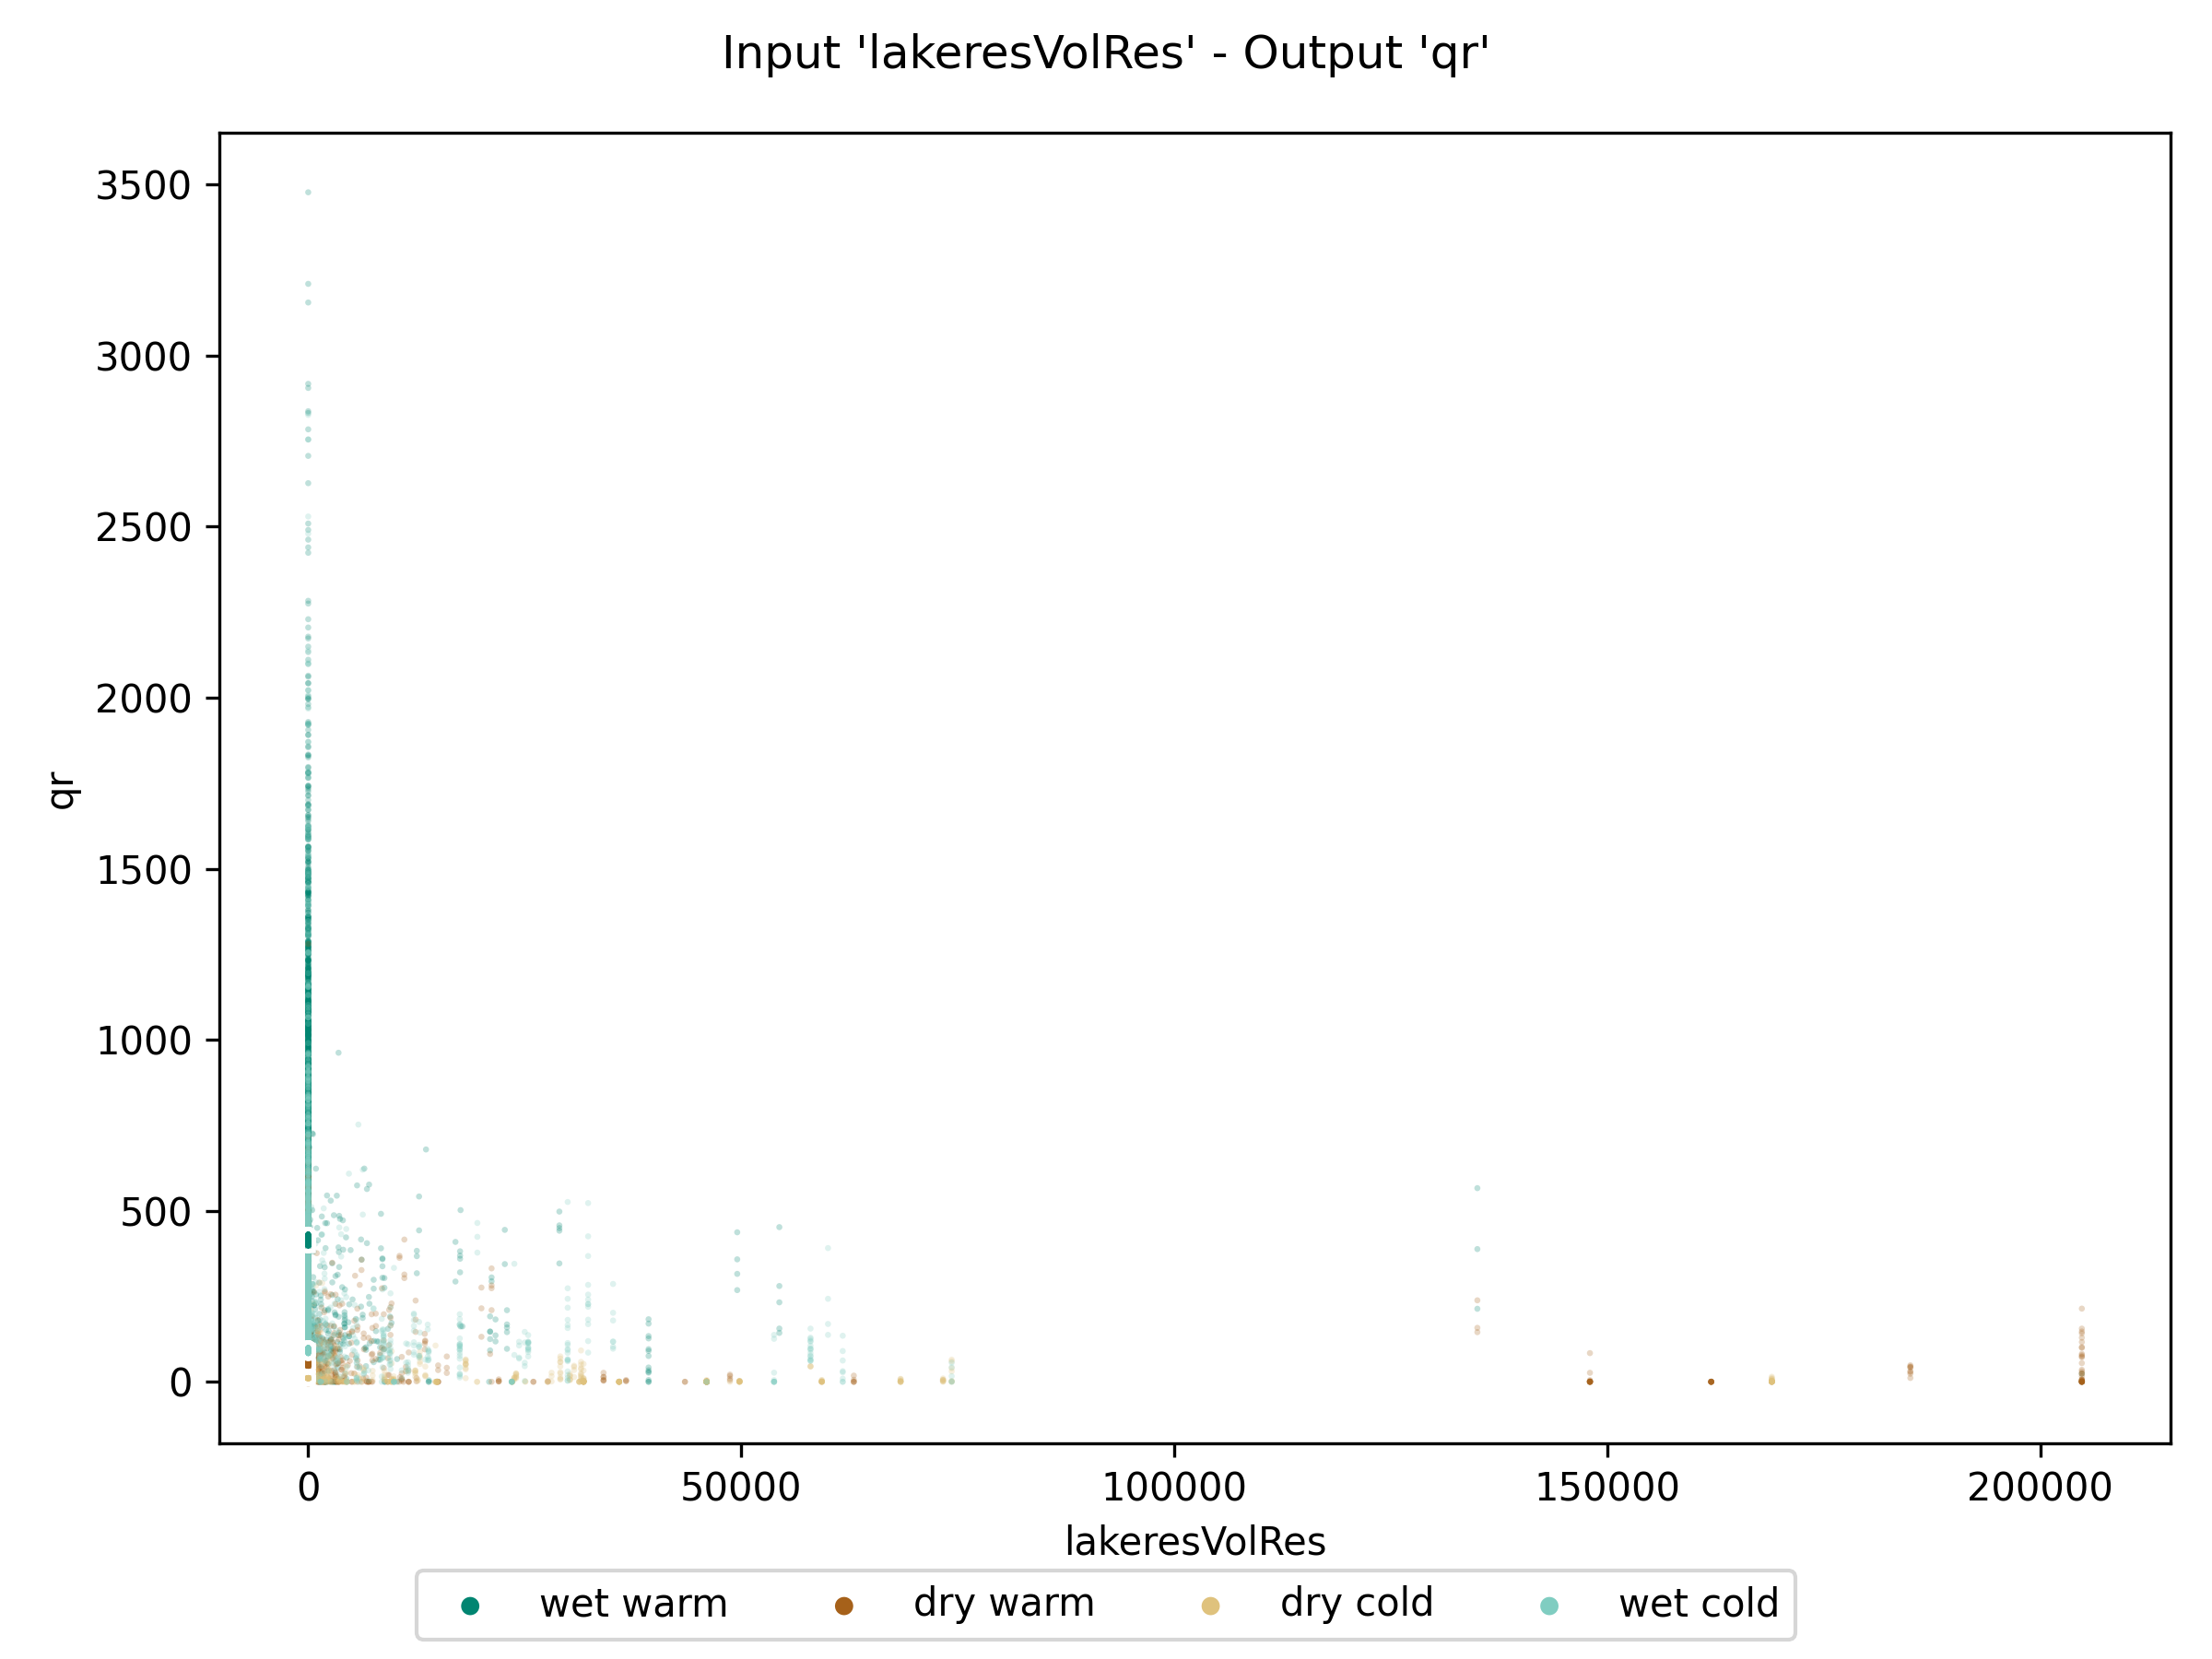 Input 'lakeresVolRes' - Output 'qr'
3500
3000
2500
2000
1500
1000
500
0
qr
0 50000 100000 150000 200000
lakeresVolRes
wet warm dry warm dry cold wet cold